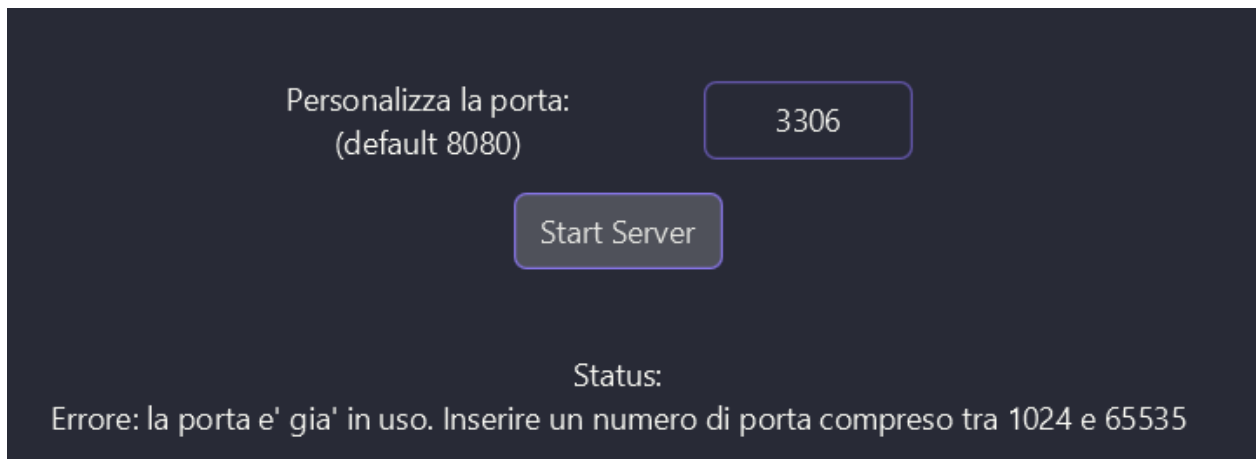 Personalizza la porta:
(default 8080)
3306
Start Server
Status:
Errore: la porta e' gia' in uso. Inserire un numero di porta compreso tra 1024 e 65535